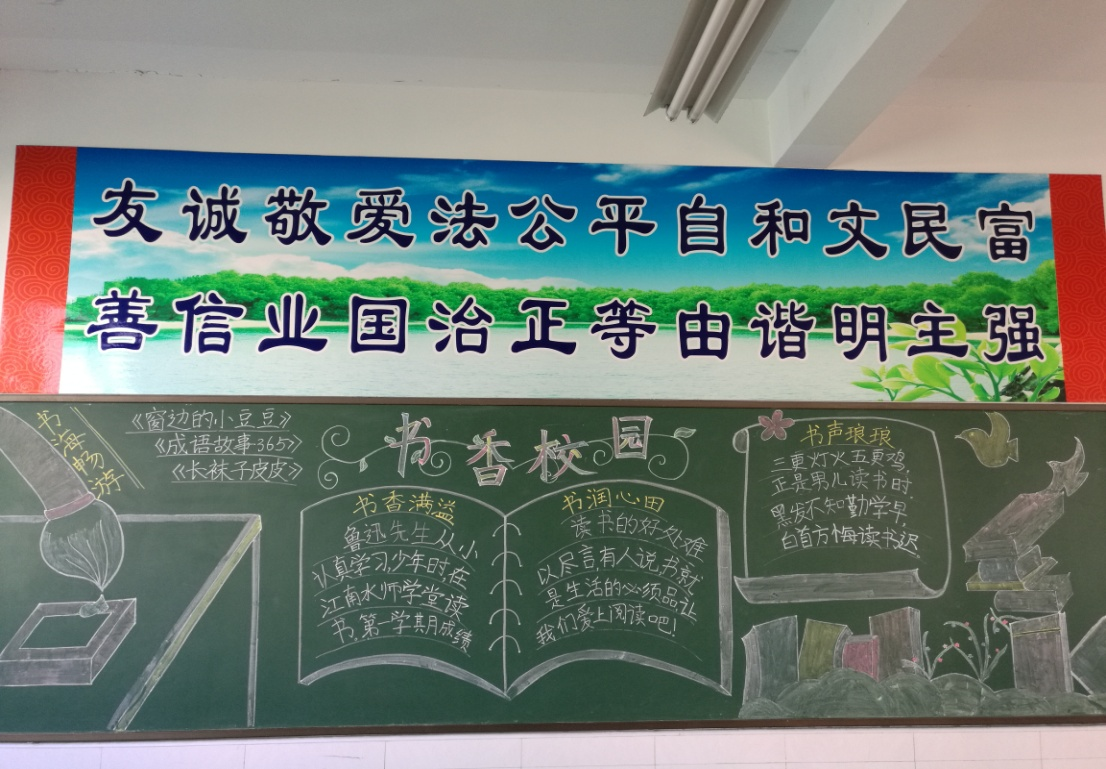 富强
民主
文明
和谐
自由
平等
公正
法治
爱国
敬业
诚信
友善
书海畅游
《窗边的小豆豆》
《成语故事365》
《长袜子皮皮》
书香校园
书香满溢
鲁迅先生从小
认真学习,少年时,在
江南水师学堂读
书,第一学期成绩
书润心田
读书的好处难
以尽言,有人说,书就
是生活的必须品让
我们爱上阅读吧!
书声琅琅
三更灯火五更鸡,
正是男儿读书时.
黑发不知勤学早,
白首方悔读书迟